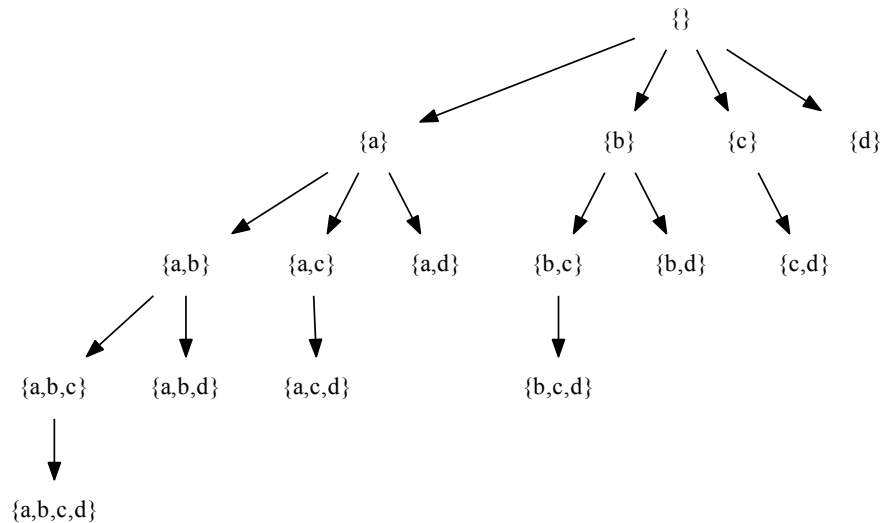 {}
{a} {b} {c} {d}
{a,b} {a,c} {a,d} {b,c} {b,d} {c,d}
{a,b,c} {a,b,d} {a,c,d} {b,c,d}
{a,b,c,d}